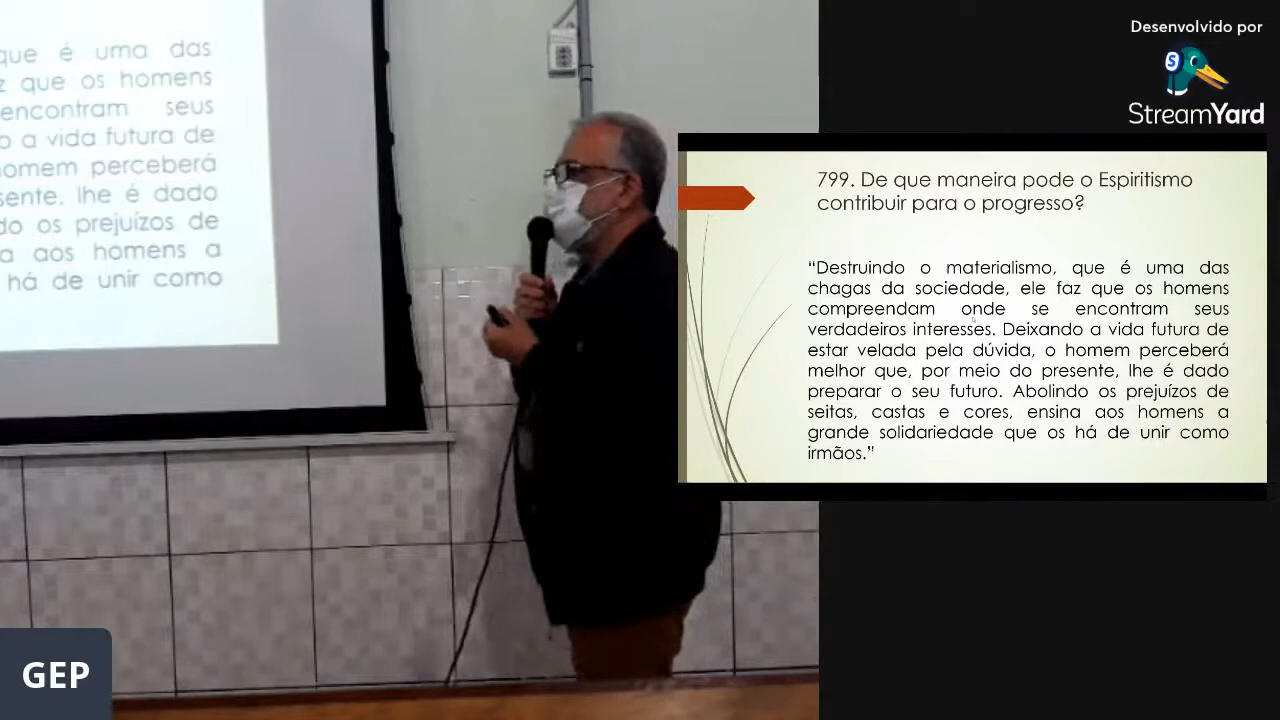 que é uma das
que os homens
encontram seus
o a vida futura de
homem perceberá
lhe é dado
do os prejuízos de
a aos homens a
há de unir como
Desenvolvido por
S
StreamYard
799. De que maneira pode o Espiritismo
contribuir para o progresso?
“Destruindo o materialismo, que é uma das
chagas da sociedade, ele faz que os homens
compreendam onde se encontram seus
verdadeiros interesses. Deixando a vida futura de
estar velada pela dúvida, o homem perceberá
melhor que, por meio do presente, lhe é dado
preparar o seu futuro. Abolindo os prejuízos de
seitas, castas e cores, ensina aos homens a
grande solidariedade que os há de unir como
irmãos.”
GEP